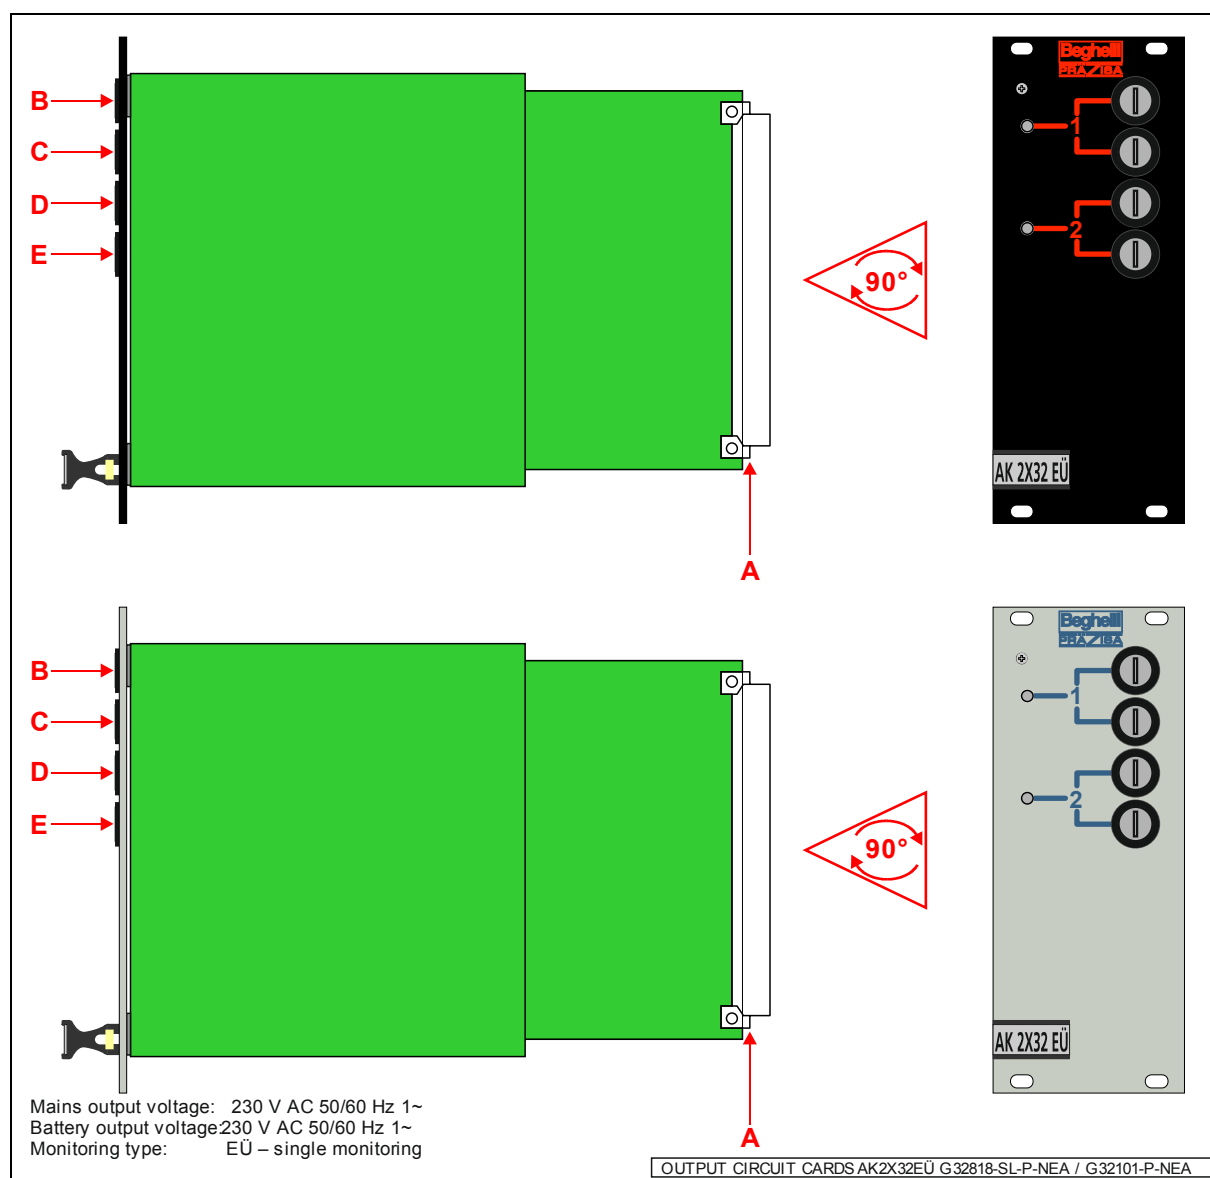 B
C
D
E
A
90°
Beghelli
PRÄZISA
1
2
AK 2X32 EÜ
B
C
D
E
A
90°
Beghelli
PRÄZISA
1
2
AK 2X32 EÜ
Mains output voltage: 230 V AC 50/60 Hz 1~
Battery output voltage:230 V AC 50/60 Hz 1~
Monitoring type: EÜ – single monitoring
OUTPUT CIRCUIT CARDS AK2X32EÜ G32818-SL-P-NEA / G32101-P-NEA